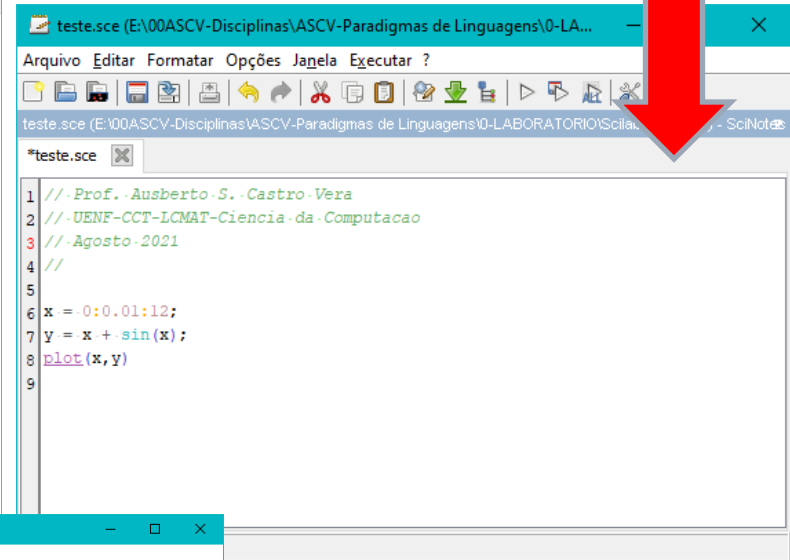 teste.sce (E:\00ASCV-Disciplinas\ASCV-Paradigmas de Linguagens\0-LA...
Arquivo Editar Formatar Opções Janela Executar ?
teste.sce (E:\00ASCV-Disciplinas\ASCV-Paradigmas de Linguagens\0-LABORATORIO\Scilab - SciNotes
*teste.sce
1 // Prof. Ausberto S. Castro Vera
2 // UENF-CCT-LCMAT-Ciencia da Computacao
3 // Agosto 2021
4 //
5
6 x = 0:0.01:12;
7 y = x + sin(x);
8 plot(x,y)
9